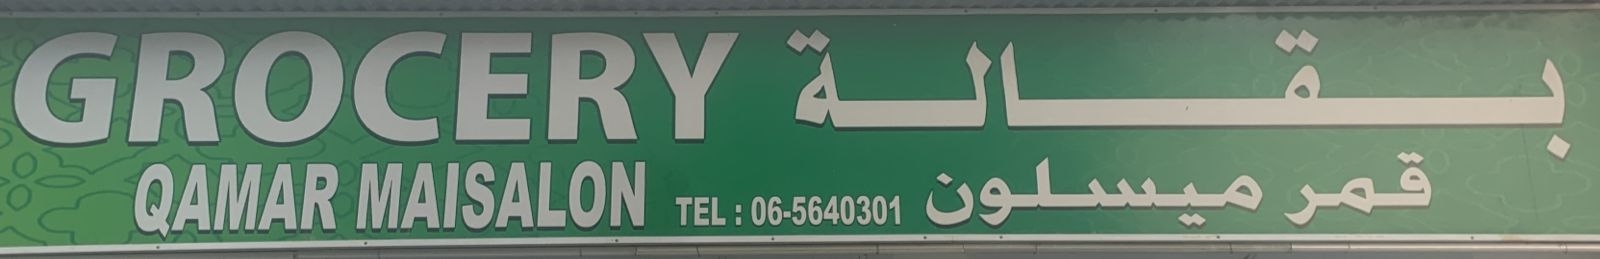 GROCERY بقالة
QAMAR MAISALON TEL : 06-5640301 قمر ميسلون